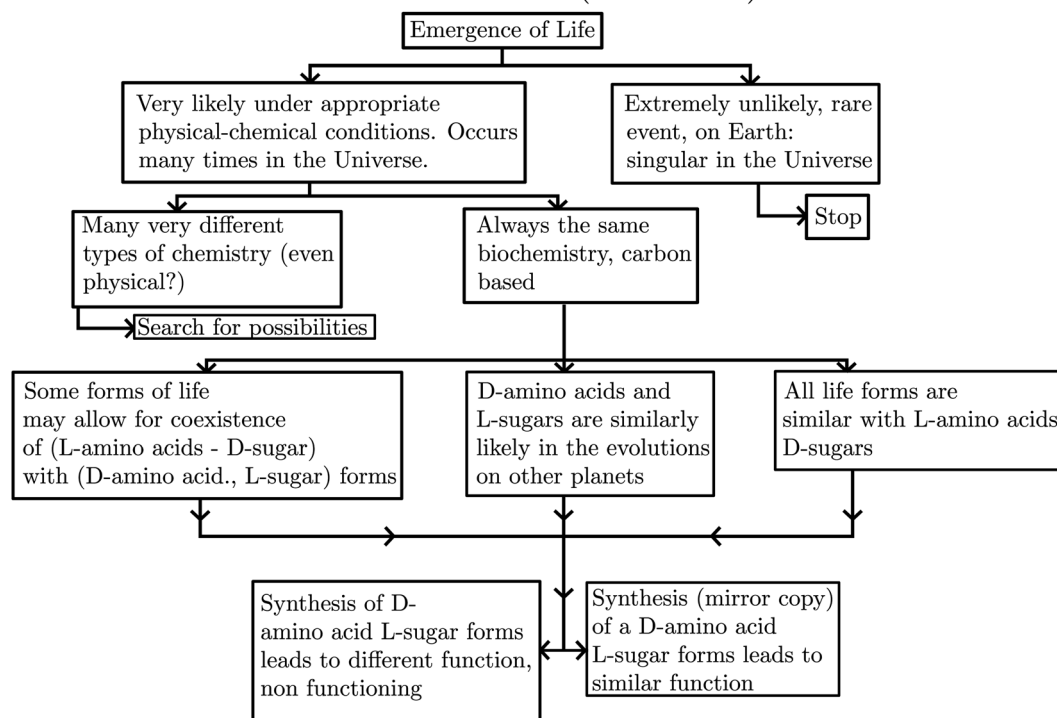 Emergence of Life
Very likely under appropriate
physical-chemical conditions. Occurs
many times in the Universe.
Extremely unlikely, rare
event, on Earth:
singular in the Universe
Stop
Many very different
types of chemistry (even
physical?)
Always the same
biochemistry, carbon
based
Search for possibilities
Some forms of life
may allow for coexistence
of (L-amino acids - D-sugar)
with (D-amino acid., L-sugar) forms
D-amino acids and
L-sugars are similarly
likely in the evolutions
on other planets
All life forms are
similar with L-amino acids
D-sugars
Synthesis of D-
amino acid L-sugar forms
leads to different function,
non functioning
Synthesis (mirror copy)
of a D-amino acid
L-sugar forms leads to
similar function